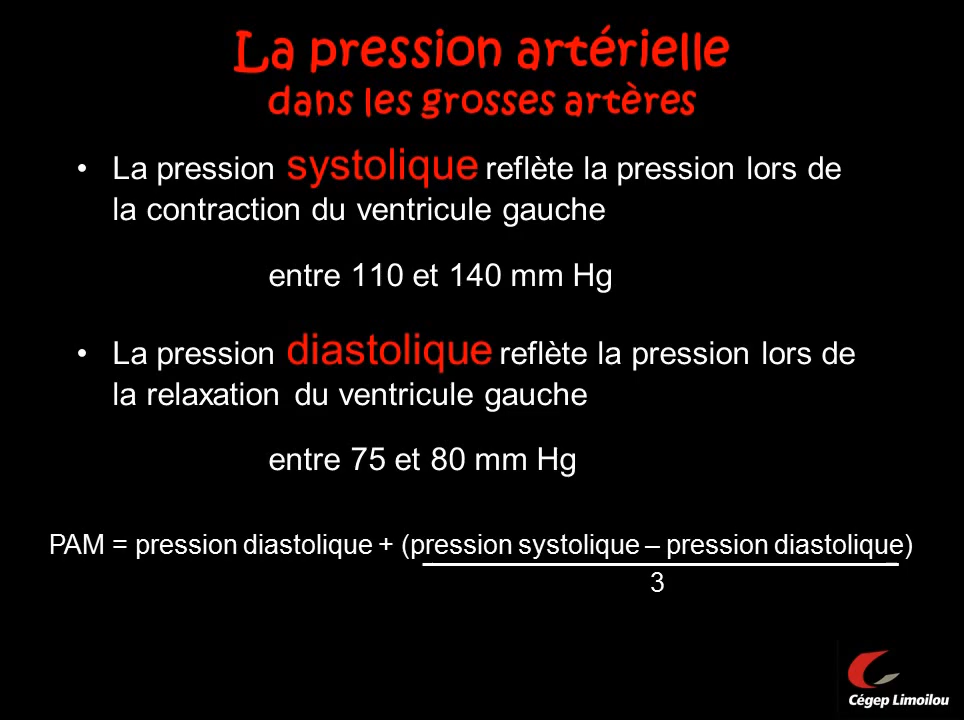 La pression artérielle
dans les grosses artères
• La pression systolique reflète la pression lors de
la contraction du ventricule gauche
entre 110 et 140 mm Hg
• La pression diastolique reflète la pression lors de
la relaxation du ventricule gauche
entre 75 et 80 mm Hg
PAM = pression diastolique + (pression systolique – pression diastolique)
3
Cégep Limoilou